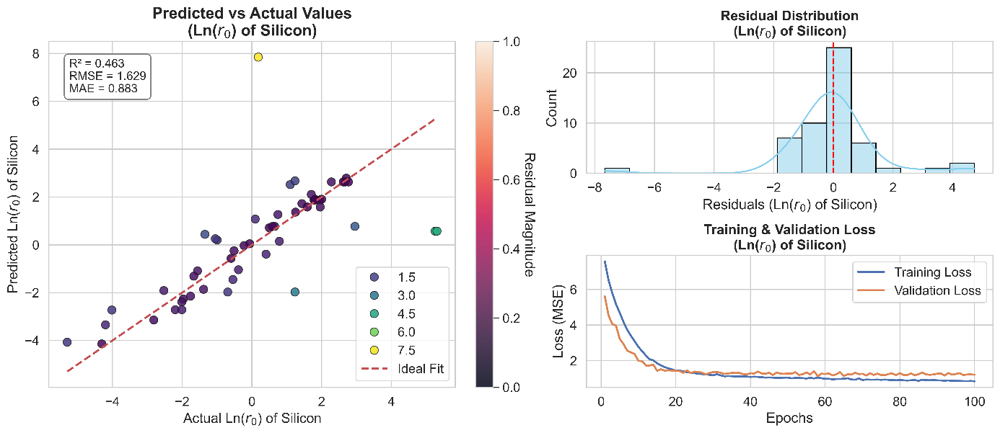 Predicted vs Actual Values
(Ln(r₀) of Silicon)
R² = 0.463
RMSE = 1.629
MAE = 0.883
8
6
4
2
0
−2
−4
Predicted Ln(r₀) of Silicon
−4
−2
0
2
4
Actual Ln(r₀) of Silicon
1.5
3.0
4.5
6.0
7.5
Ideal Fit
1.0
0.8
0.6
0.4
0.2
0.0
Residual Magnitude
Residual Distribution
(Ln(r₀) of Silicon)
20
10
0
Count
−8
−6
−4
−2
0
2
4
Residuals (Ln(r₀) of Silicon)
Training & Validation Loss
(Ln(r₀) of Silicon)
Training Loss
Validation Loss
6
4
2
Loss (MSE)
0
20
40
60
80
100
Epochs